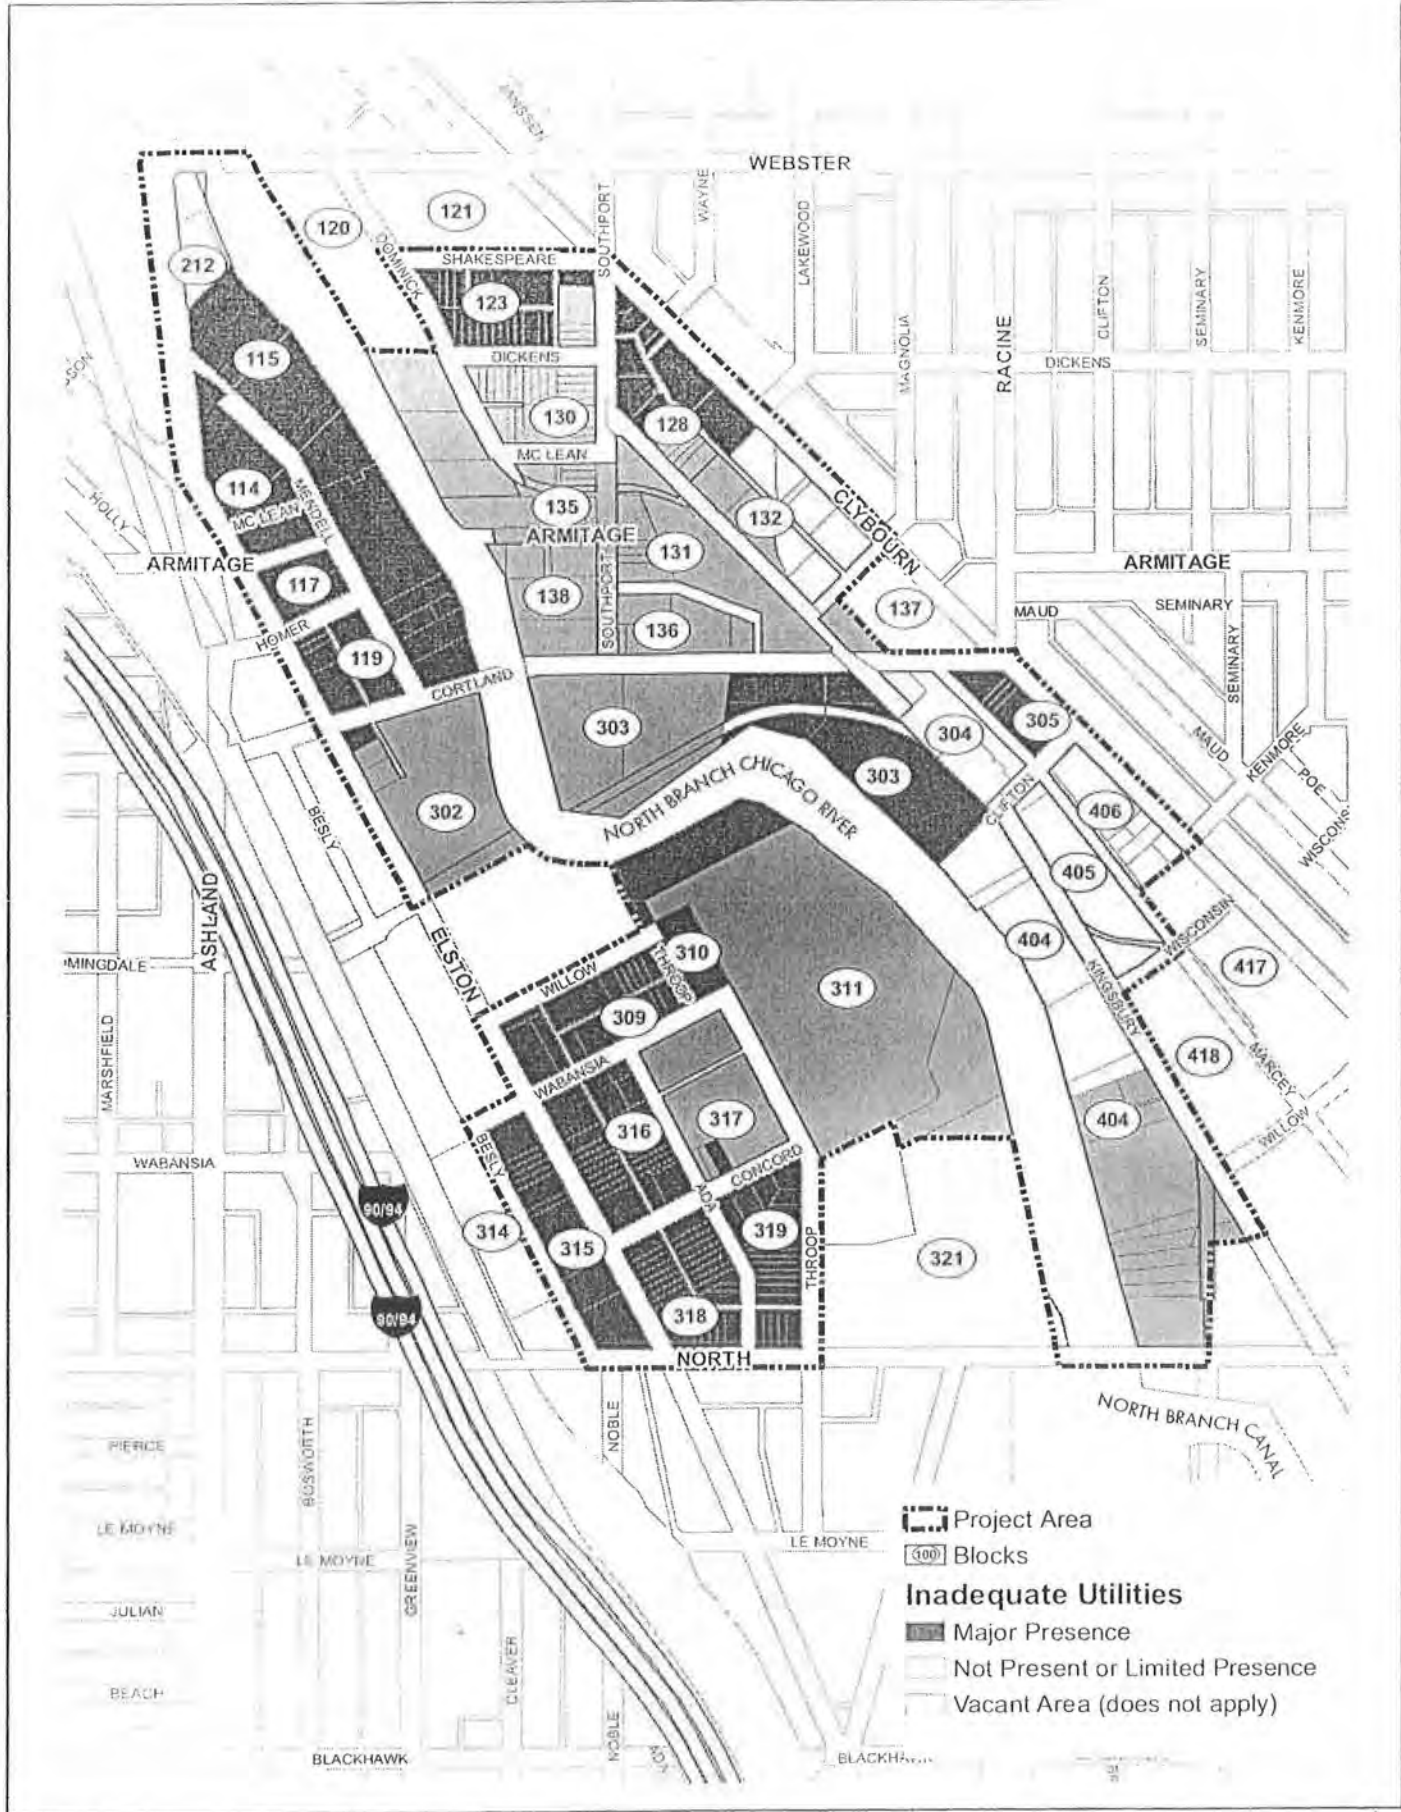 JANSSEN
WEBSTER
WAYNE
SOUTHPORT
LAKEWOOD
121
120
DOMINICK
SHAKESPEARE
212
123
CLIFTON
SEMINARY
KENMORE
MAGNOLIA
RACINE
115
DICKENS
DICKENS
130
128
MC LEAN
114
MENDELL
MC LEAN
HOLLY
135
132
CLYBOURN
ARMITAGE
131
ARMITAGE
ARMITAGE
117
138
SOUTHPORT
137
MAUD
SEMINARY
HOMER
119
136
SEMINARY
CORTLAND
303
304
305
MAUD
KENMORE
POE
WISCONS
NORTH BRANCH CHICAGO RIVER
303
CLIFTON
302
406
BESLY
405
ASHLAND
ELSTON
404
WISCONSIN
417
MINGDALE
WILLOW
THROOP
310
311
KINGSBURY
309
MARSHFIELD
WABANSIA
418
MARCEY
WILLOW
316
317
404
BESLY
CONCORD
WABANSIA
ADA
90/94
314
315
319
THROOP
321
90/94
318
NORTH
NOBLE
NORTH BRANCH CANAL
PIERCE
BOSWORTH
LE MOYNE
LE MOYNE
GREENVIEW
LE MOYNE
JULIAN
CLEAVER
BEACH
NOBLE
ADA
BLACKHAWK
Project Area
(100) Blocks
Inadequate Utilities
Major Presence
Not Present or Limited Presence
Vacant Area (does not apply)